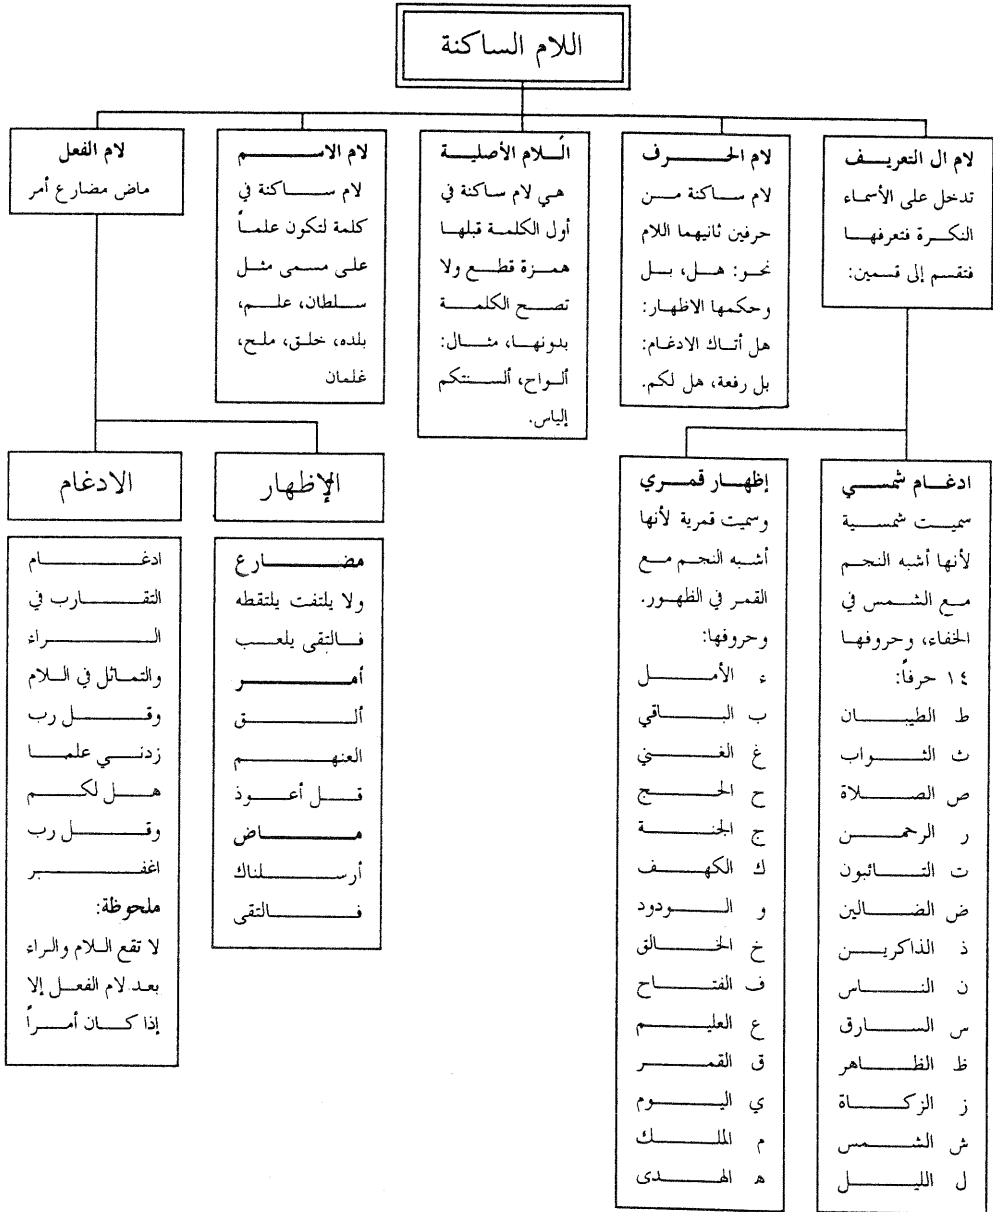 اللام الساكنة
لام ال التعريف
تدخل على الأسماء
النكرة فتعرفها
فتقسم إلى قسمين:
لام الحرف
لام ساكنة من
حرفين ثانيهما اللام
نحو: هل، بل
وحكمها الاظهار:
هل أتاك الادغام:
بل رفعة، هل لكم.
الَلام الأصلية
هي لام ساكنة في
أول الكلمة قبلها
همزة قطع ولا
تصح الكلمة
بدونها، مثال:
ألواح، ألسنتكم
إلياس.
لام الاسم
لام ساكنة في
كلمة لتكون علماً
على مسمى مثل
سلطان، علم،
بلده، خلق، ملح،
غلمان
لام الفعل
ماض مضارع أمر
ادغام شمسي
سميت شمسية
لأنها أشبه النجم
مع الشمس في
الخفاء، وحروفها
١٤ حرفاً:
ط الطيبان
ث الثواب
ص الصلاة
ر الرحمن
ت التائبون
ض الضالين
ذ الذاكرين
ن الناس
س السارق
ظ الظاهر
ز الزكاة
ش الشمس
ل الليل
إظهار قمري
وسميت قمرية لأنها
أشبه النجم مع
القمر في الظهور.
وحروفها:
ء الأمل
ب الباقي
غ الغني
ح الحج
ج الجنة
ك الكهف
و الودود
خ الخالق
ف الفتاح
ع العليم
ق القمر
ي اليوم
م الملك
ه الهدى
الإظهار
مضارع
ولا يلتفت يلتقطه
فالتقى يلعب
أمر
ألق
العنهم
قل أعوذ
ماض
أرسلناك
فالتقى
الادغام
ادغام
التقارب في
الراء
والتماثل في اللام
وقل رب
زدني علما
هل لكم
وقل رب
اغفر
ملحوظة:
لا تقع اللام والراء
بعد لام الفعل إلا
إذا كان أمراً